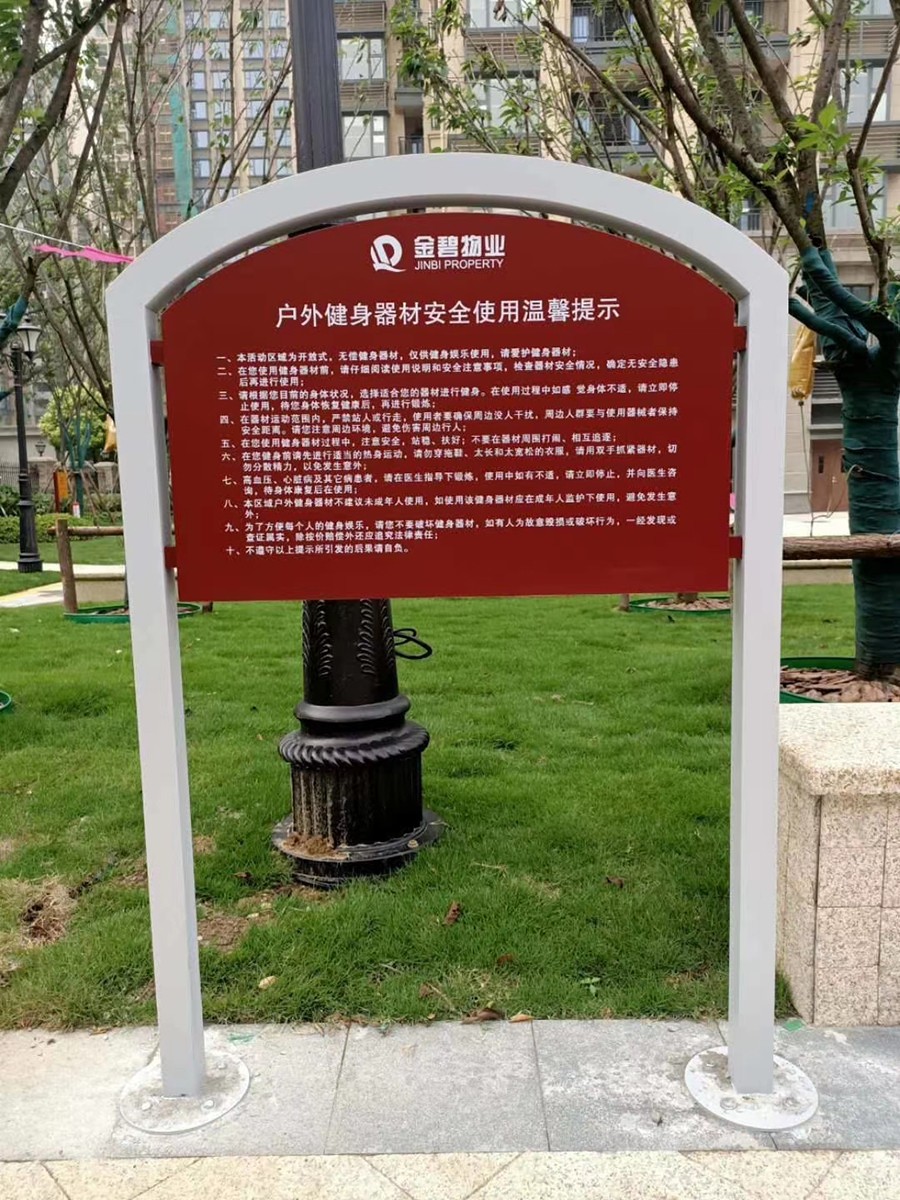 金碧物业
JINBI PROPERTY
户外健身器材安全使用温馨提示
一、本活动区域为开放式，无偿健身器材，仅供健身娱乐使用，请爱护健身器材；
二、在您使用健身器材前，请仔细阅读使用说明和安全注意事项，检查器材安全情况，确定无安全隐患
后再进行使用；
三、请根据您目前的身体状况，选择适合您的器材进行健身。在使用过程中如感 觉身体不适，请立即停
止使用，待您身体恢复健康后，再进行锻炼；
四、在器材运动范围内，严禁站人或行走，使用者要确保周边没人干扰，周边人群要与使用器械者保持
安全距离。请您注意周边环境，避免伤害周边行人；
五、在您使用健身器材过程中，注意安全，站稳、扶好；不要在器材周围打闹、相互追逐；
六、在您健身前请先进行适当的热身运动，请勿穿拖鞋、太长和太宽松的衣服，请用双手抓紧器材，切
勿分散精力，以免发生意外；
七、高血压、心脏病及其它病患者，请在医生指导下锻炼，使用中如有不适，请立即停止，并向医生咨
询，待身体康复后在使用；
八、本区域户外健身器材不建议未成年人使用，如使用该健身器材应在成年人监护下使用，避免发生意
外；
九、为了方便每个人的健身娱乐，请您不要破坏健身器材，如有人为故意毁损或破坏行为，一经发现或
查证属实，除按价赔偿外还应追究法律责任；
十、不遵守以上提示所引发的后果请自负。